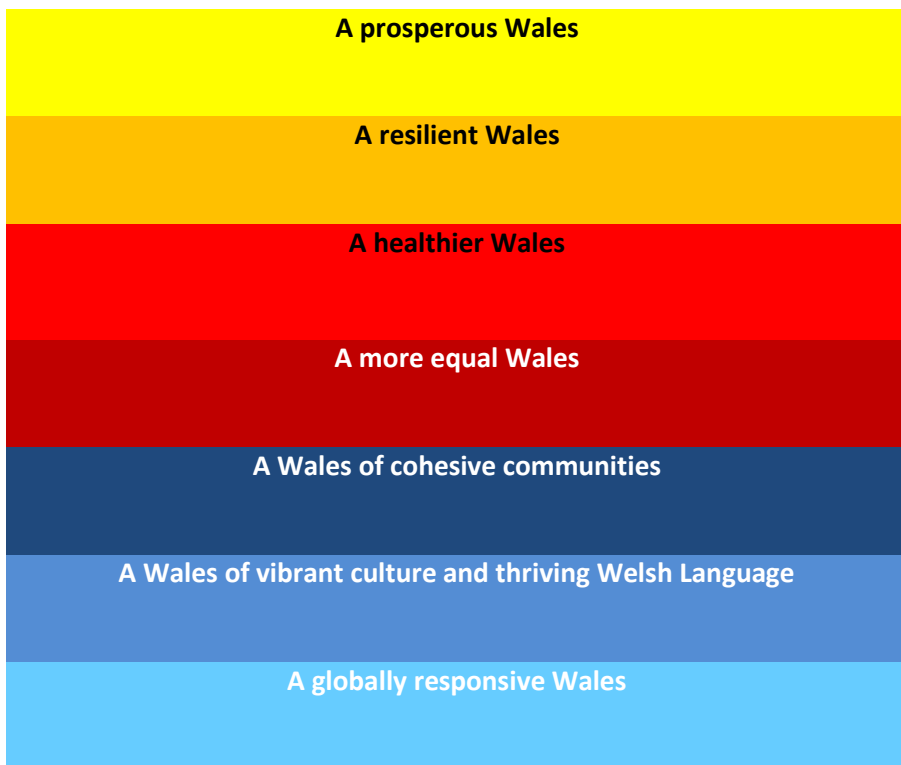 A prosperous Wales
A resilient Wales
A healthier Wales
A more equal Wales
A Wales of cohesive communities
A Wales of vibrant culture and thriving Welsh Language
A globally responsive Wales